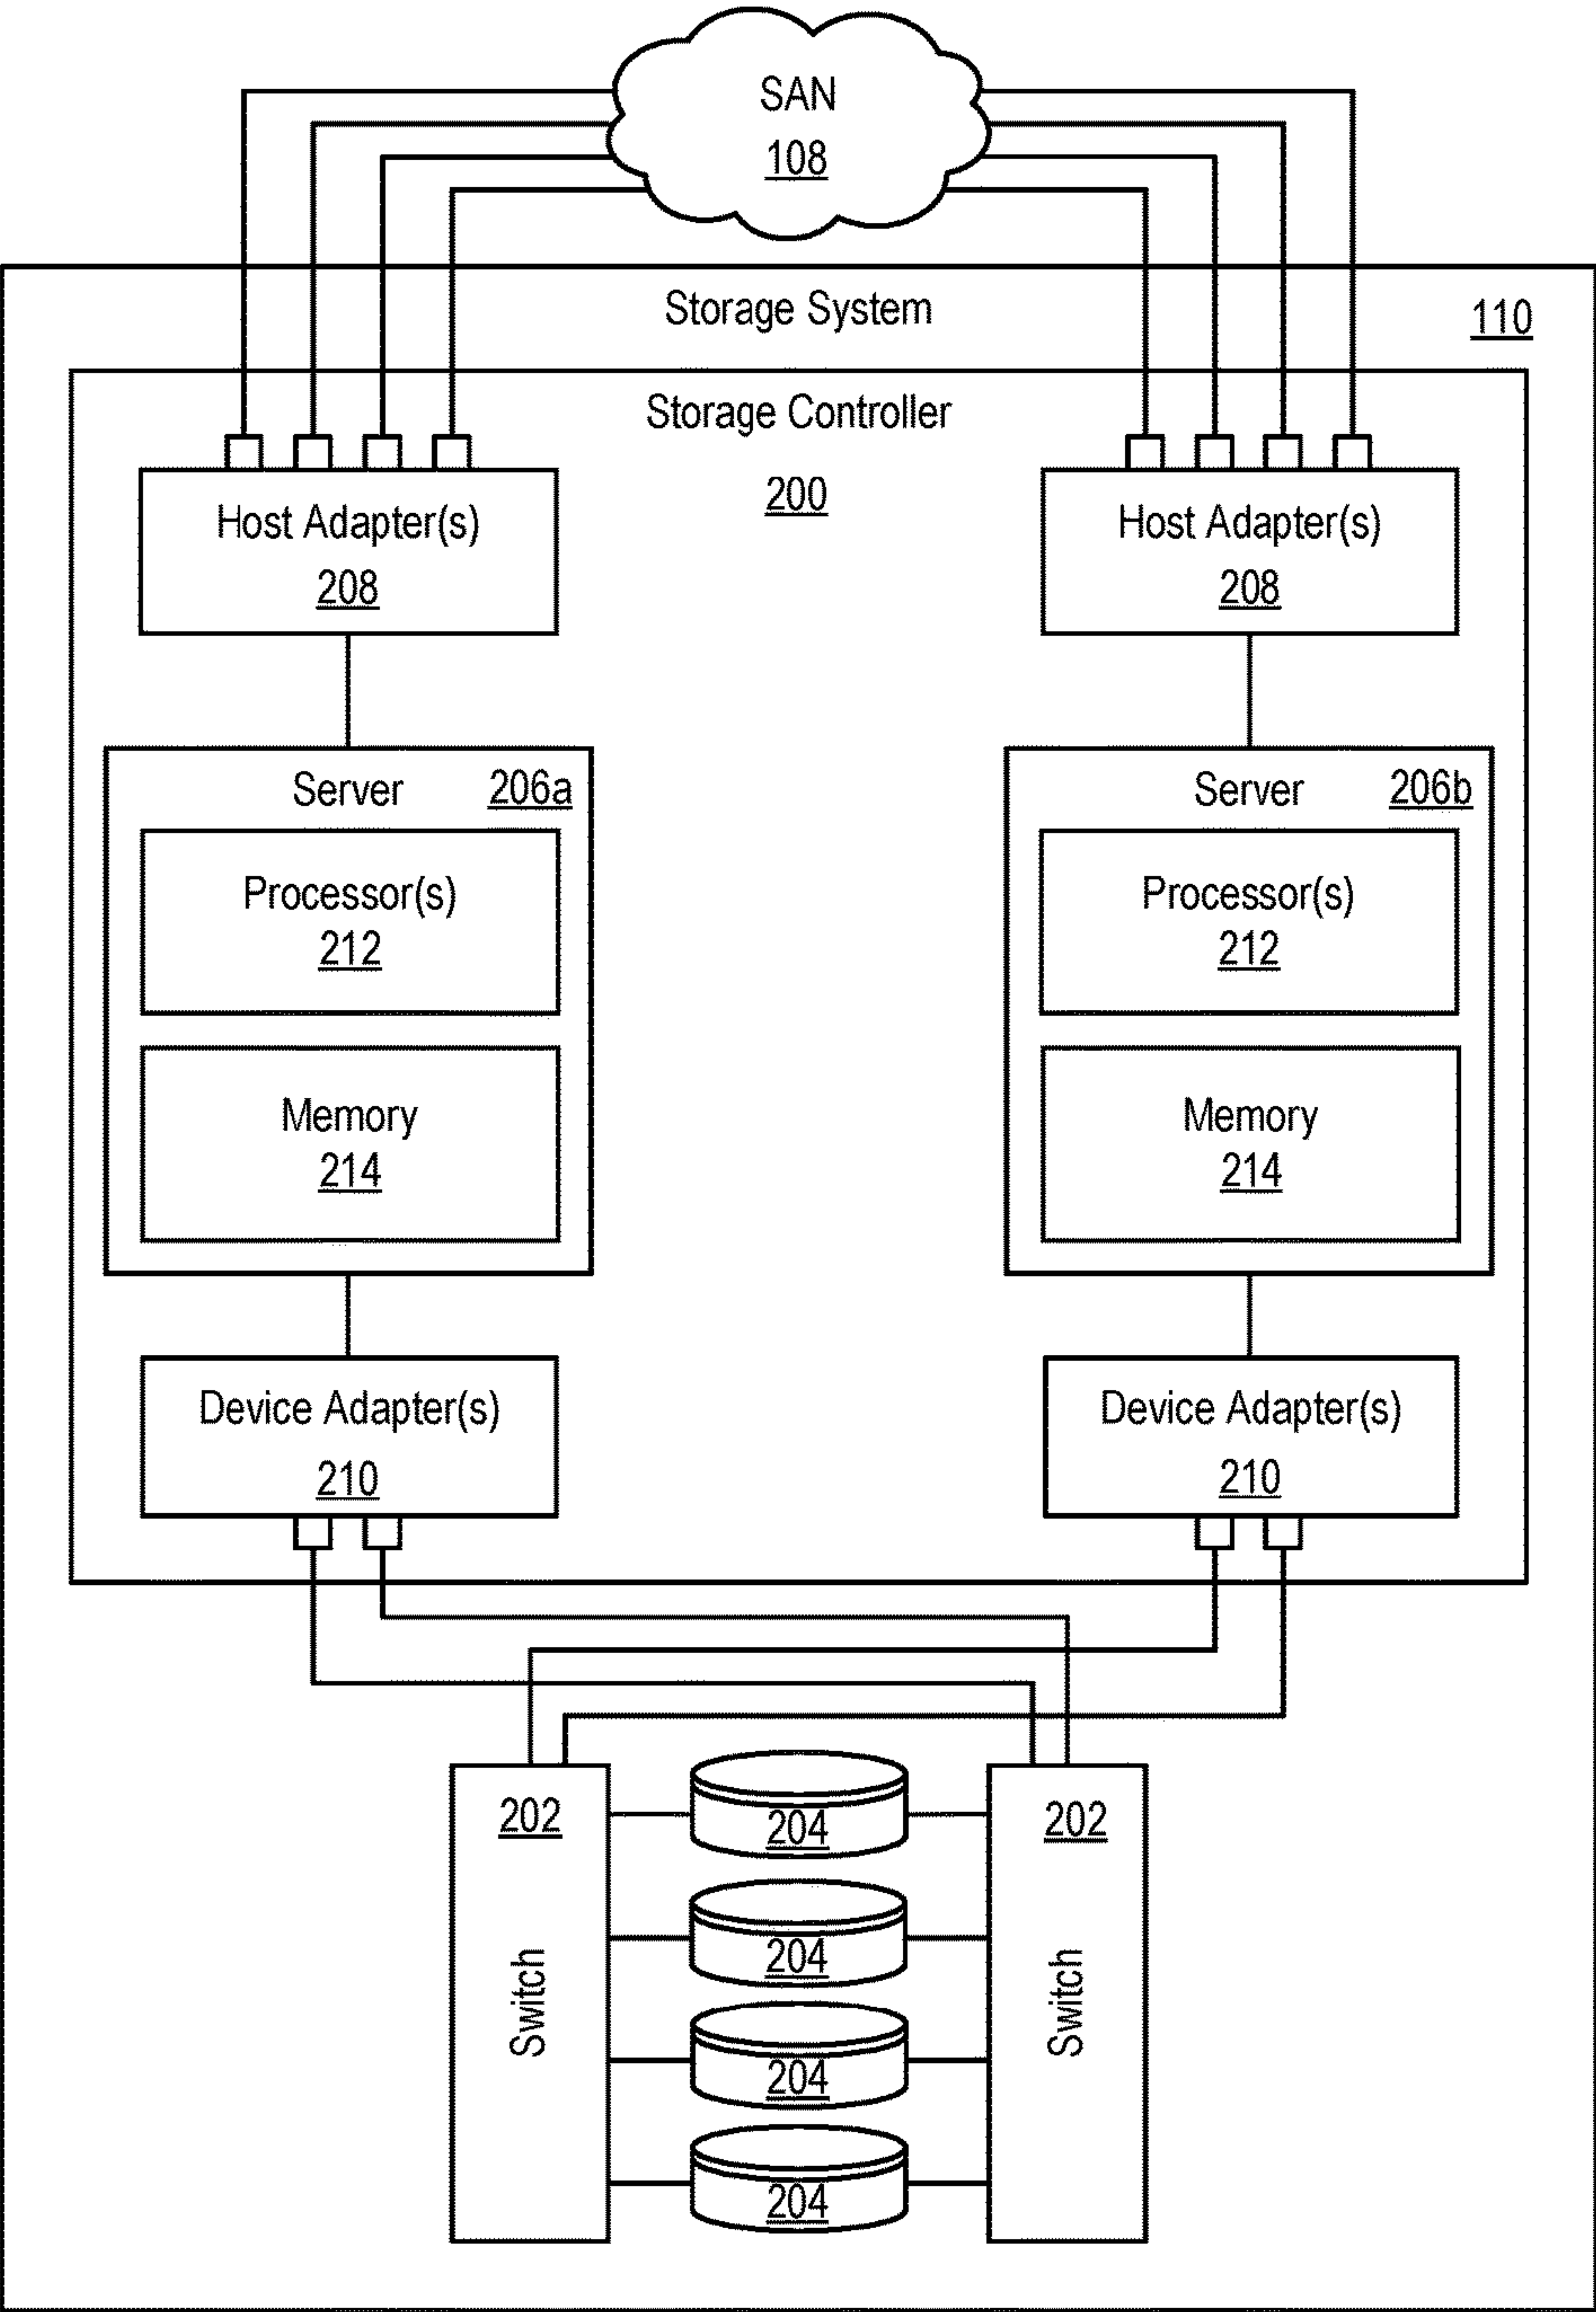 SAN
108
Storage System
110
Storage Controller
200
Host Adapter(s)
208
Host Adapter(s)
208
Server
206a
Processor(s)
212
Memory
214
Server
206b
Processor(s)
212
Memory
214
Device Adapter(s)
210
Device Adapter(s)
210
202
Switch
204
204
204
204
202
Switch